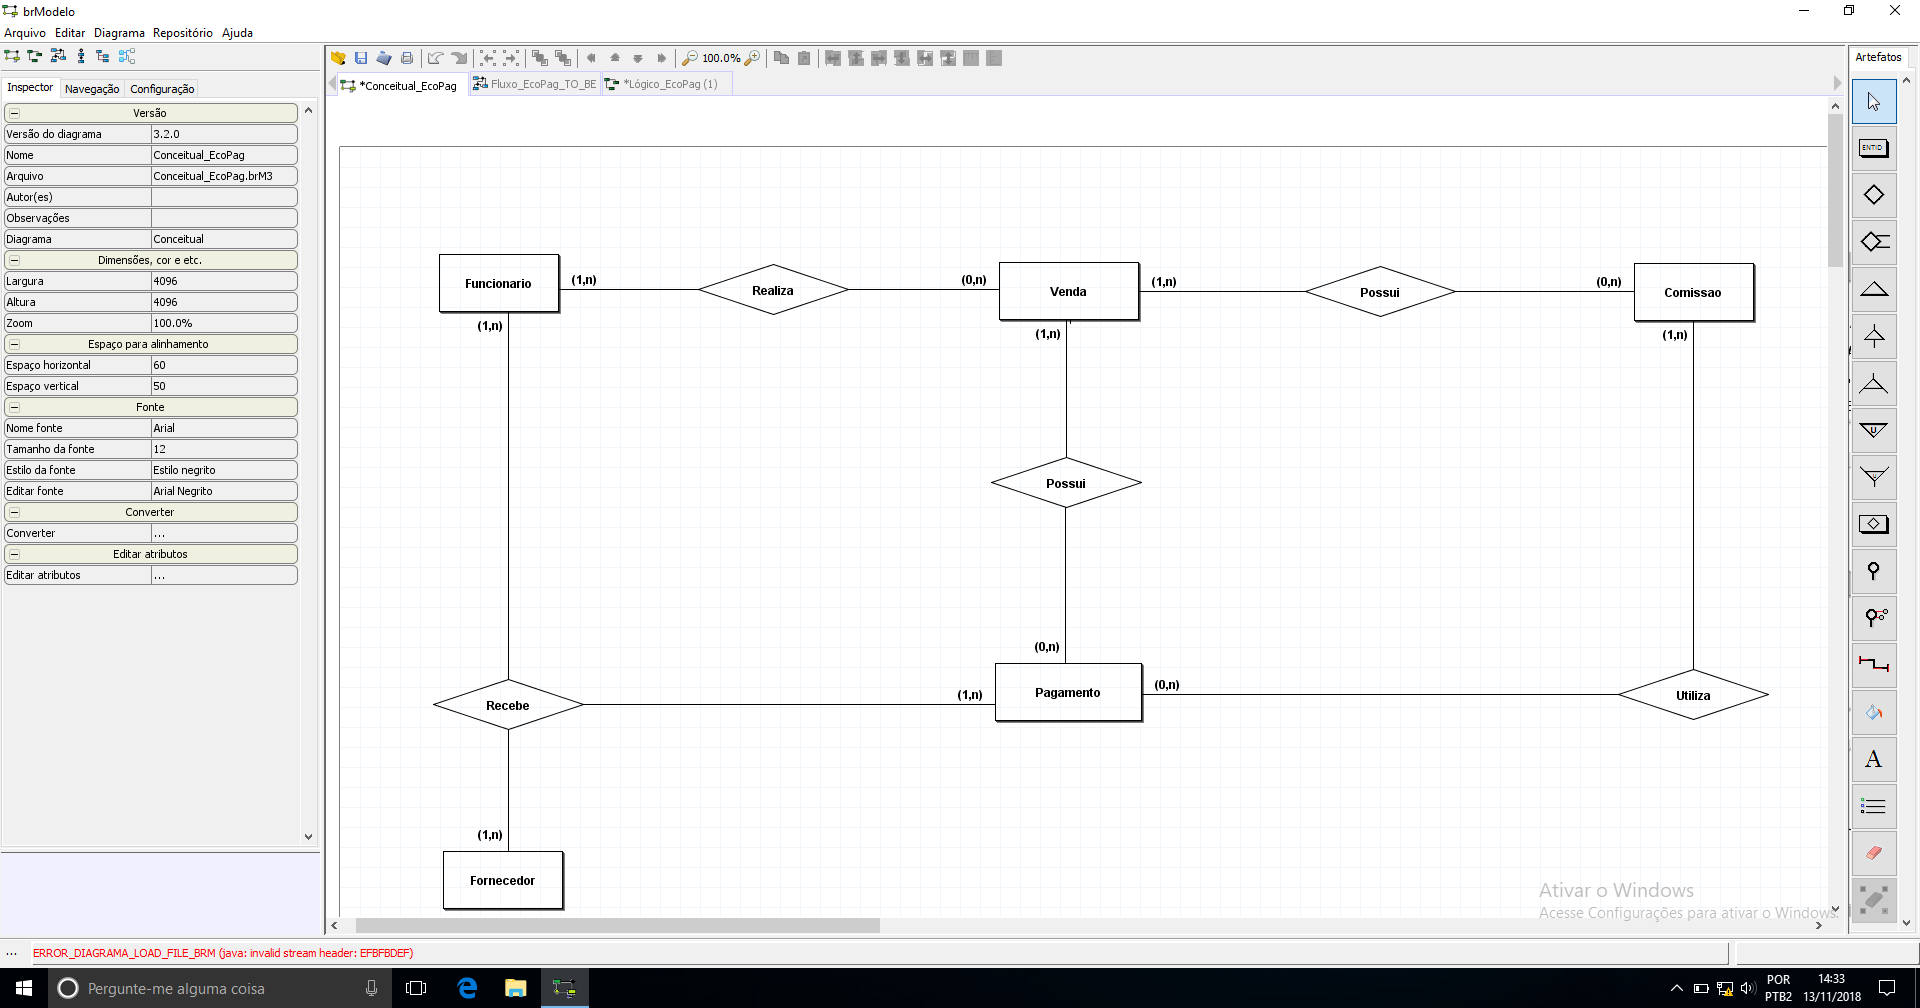 brModelo
Arquivo Editar Diagrama Repositório Ajuda
100.0%
Artefatos
Inspector Navegação Configuração
*Conceitual_EcoPag Fluxo_EcoPag_TO_BE *Lógico_EcoPag (1)
Versão
Versão do diagrama 3.2.0
Nome Conceitual_EcoPag
Arquivo Conceitual_EcoPag.brM3
Autor(es)
Observações
Diagrama Conceitual
Dimensões, cor e etc.
Largura 4096
Altura 4096
Zoom 100.0%
Espaço para alinhamento
Espaço horizontal 60
Espaço vertical 50
Fonte
Nome fonte Arial
Tamanho da fonte 12
Estilo da fonte Estilo negrito
Editar fonte Arial Negrito
Converter
Converter ...
Editar atributos
Editar atributos ...
Funcionario (1,n) Realiza (0,n) Venda (1,n) Possui (0,n) Comissao
(1,n) (1,n) (1,n)
Possui
(0,n)
Recebe (1,n) Pagamento (0,n) Utiliza
(1,n)
Fornecedor
ENTID
U
U
A
Ativar o Windows
Acesse Configurações para ativar o Windows.
... ERROR_DIAGRAMA_LOAD_FILE_BRM (java: invalid stream header: EFBFBDEF)
Pergunte-me alguma coisa
POR
PTB2
14:33
13/11/2018